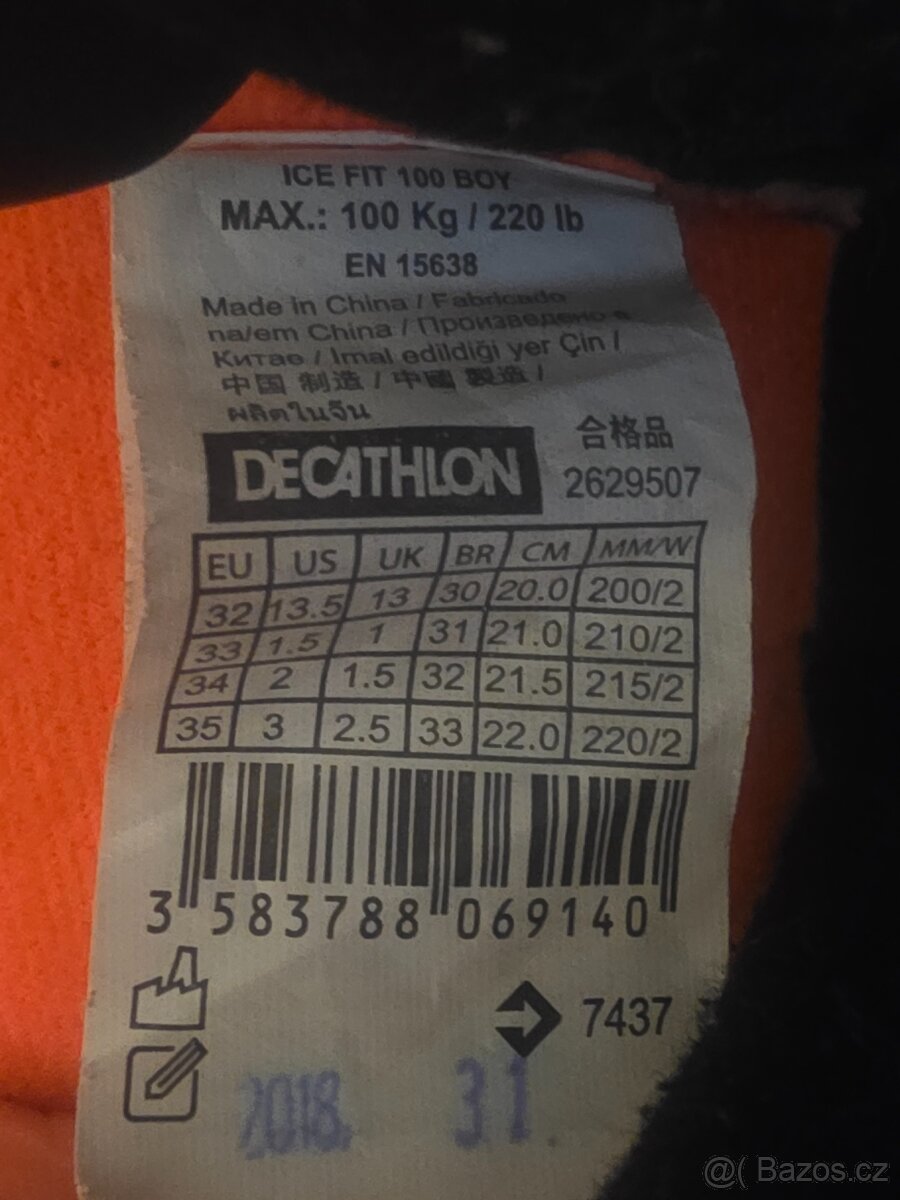 ICE FIT 100 BOY
MAX.: 100 Kg / 220 lb
EN 15638
Made in China / Fabricado
na/em China / Произведено в
Китае / Imal edildiği yer Çin /
中国 制造 / 中國 製造 /
ผลิตในจีน
DECATHLON
合格品
2629507
EU US UK BR CM MM/W
32 13.5 13 30 20.0 200/2
33 1.5 1 31 21.0 210/2
34 2 1.5 32 21.5 215/2
35 3 2.5 33 22.0 220/2
3 583788 069140
7437
2018 31
@( Bazos.cz